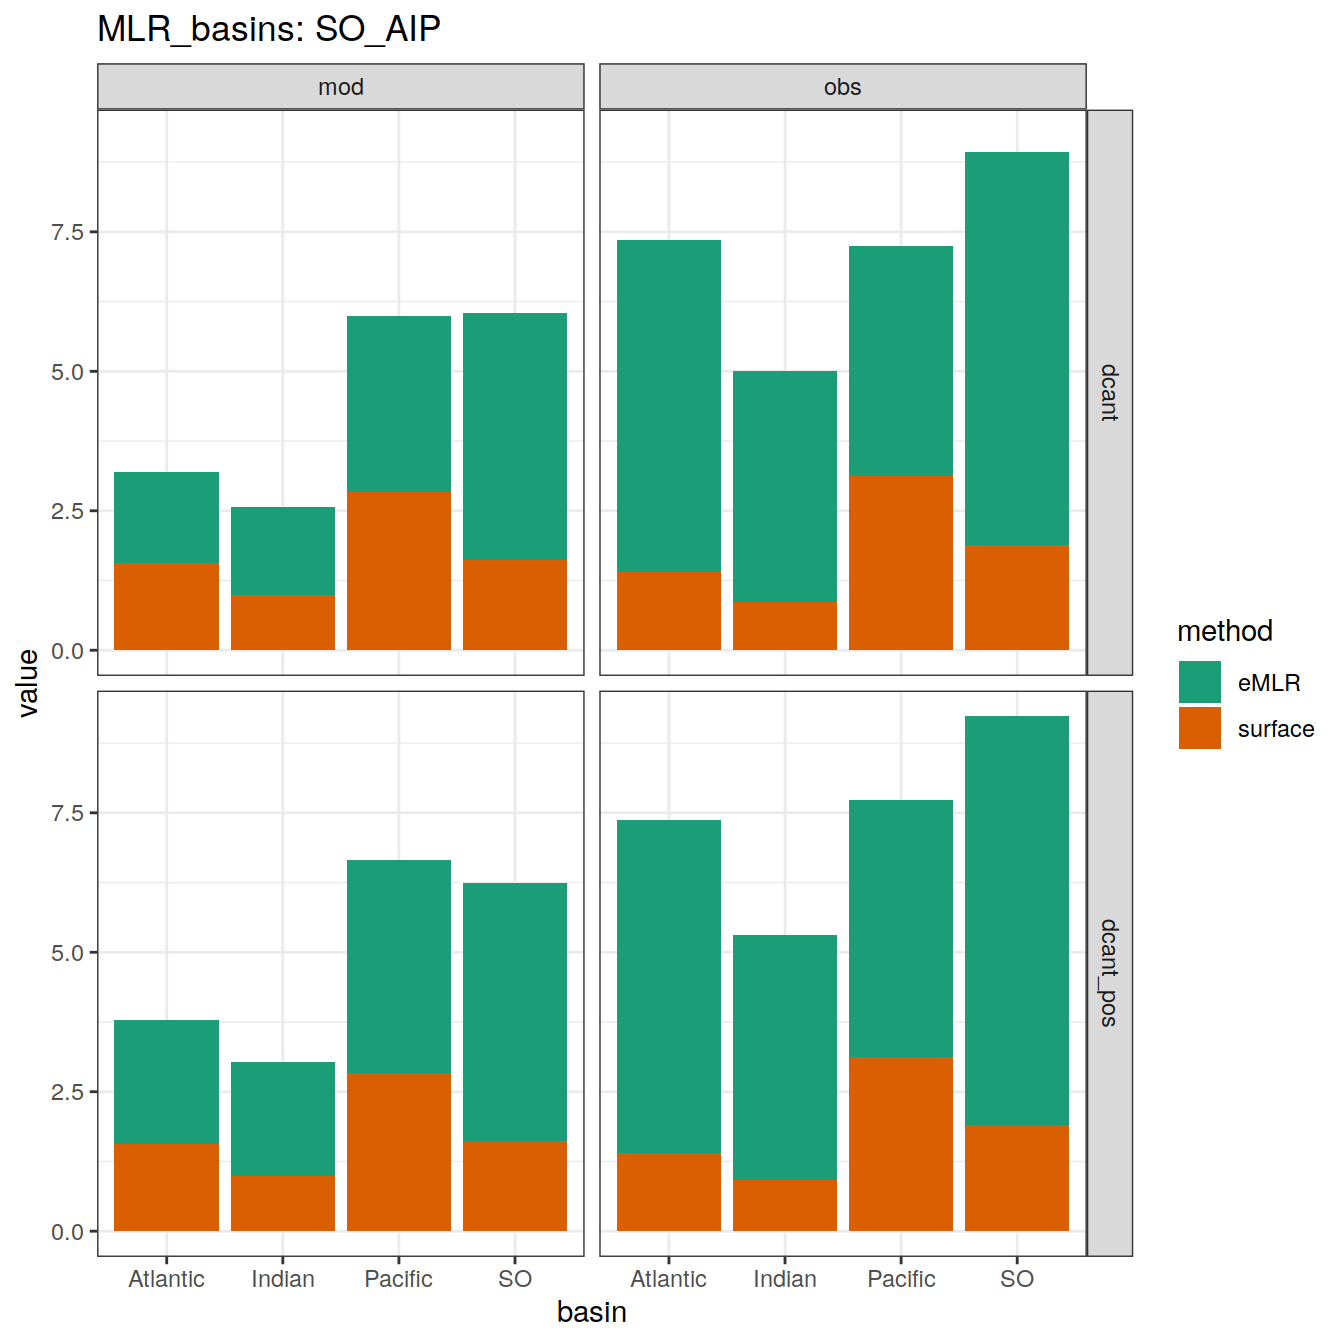 MLR_basins: SO_AIP
mod
obs
7.5
5.0
2.5
0.0
dcant
7.5
5.0
2.5
0.0
dcant_pos
value
Atlantic Indian Pacific SO
Atlantic Indian Pacific SO
basin
method
eMLR
surface